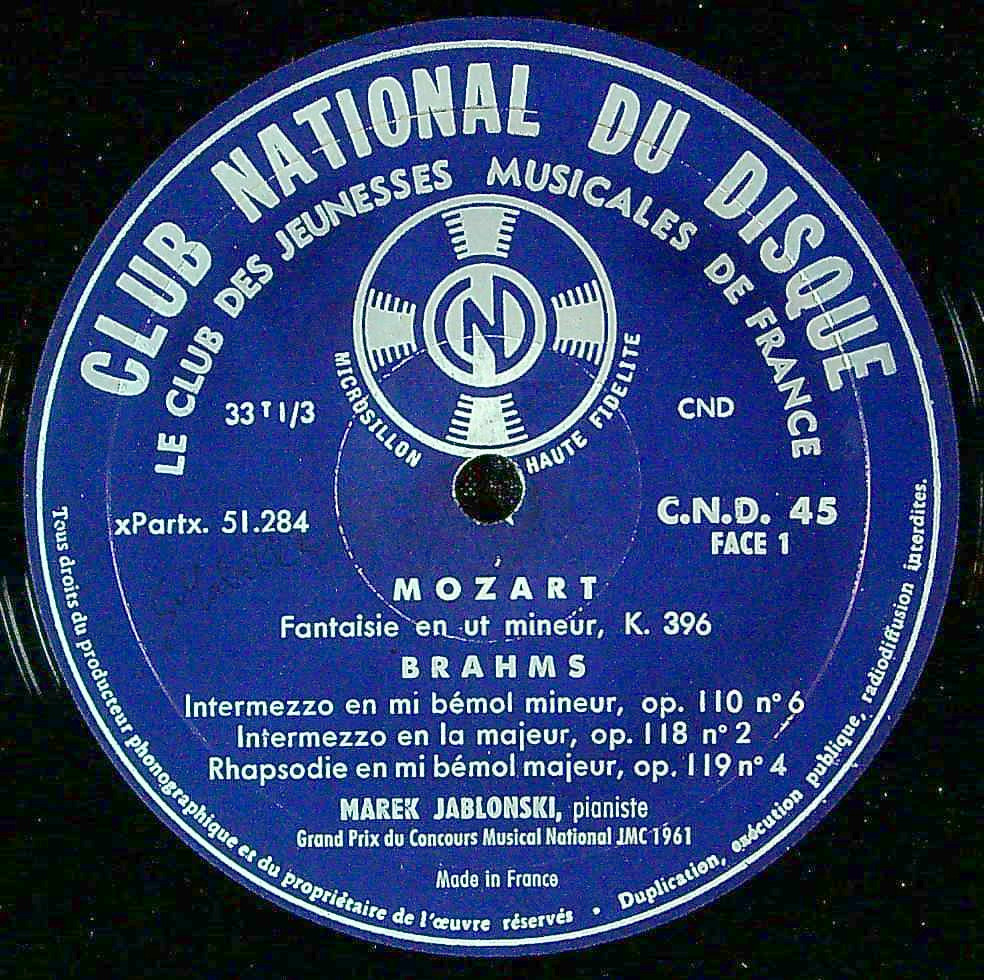 CLUB NATIONAL DU DISQUE
LE CLUB DES JEUNESSES MUSICALES DE FRANCE
MICROSILLON HAUTE FIDELITE
33 T 1/3
CND
xPartx. 51.284
C.N.D. 45
FACE 1
MOZART
Fantaisie en ut mineur, K. 396
BRAHMS
Intermezzo en mi bémol mineur, op. 110 n° 6
Intermezzo en la majeur, op. 118 n° 2
Rhapsodie en mi bémol majeur, op. 119 n° 4
MAREK JABLONSKI, pianiste
Grand Prix du Concours Musical National JMC 1961
Made in France
Tous droits du producteur phonographique et du propriétaire de l'œuvre réservés • Duplication, exécution publique, radiodiffusion interdites.